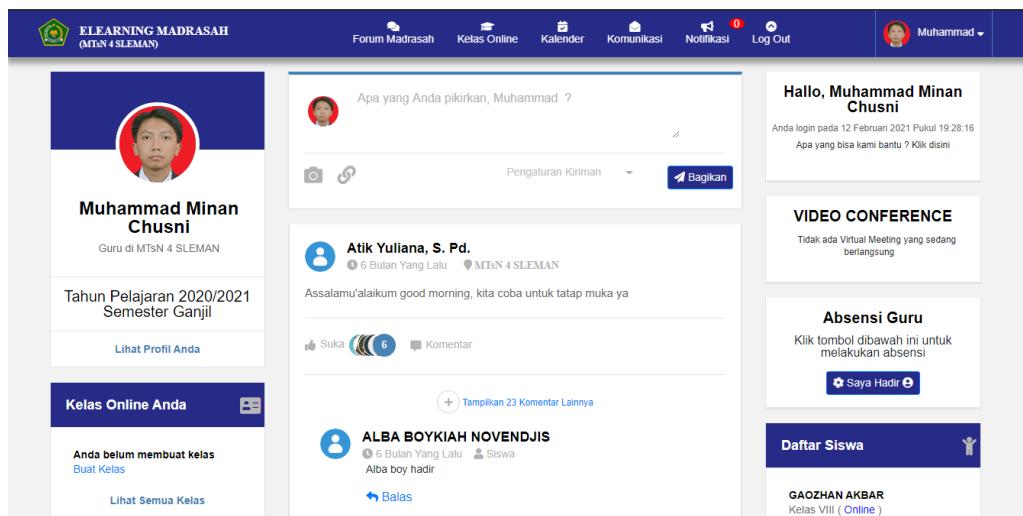 ELEARNING MADRASAH
(MTsN 4 SLEMAN)
Forum Madrasah
Kelas Online
Kalender
Komunikasi
0
Notifikasi
Log Out
Muhammad
Muhammad Minan
Chusni
Guru di MTsN 4 SLEMAN
Tahun Pelajaran 2020/2021
Semester Ganjil
Lihat Profil Anda
Kelas Online Anda
Anda belum membuat kelas
Buat Kelas
Lihat Semua Kelas
Apa yang Anda pikirkan, Muhammad ?
Pengaturan Kiriman
Bagikan
Atik Yuliana, S. Pd.
6 Bulan Yang Lalu MTsN 4 SLEMAN
Assalamu'alaikum good morning, kita coba untuk tatap muka ya
Suka 6 Komentar
+ Tampilkan 23 Komentar Lainnya
ALBA BOYKIAH NOVENDJIS
6 Bulan Yang Lalu Siswa
Alba boy hadir
Balas
Hallo, Muhammad Minan
Chusni
Anda login pada 12 Februari 2021 Pukul 19:28:16
Apa yang bisa kami bantu ? Klik disini
VIDEO CONFERENCE
Tidak ada Virtual Meeting yang sedang
berlangsung
Absensi Guru
Klik tombol dibawah ini untuk
melakukan absensi
Saya Hadir
Daftar Siswa
GAOZHAN AKBAR
Kelas VIII ( Online )